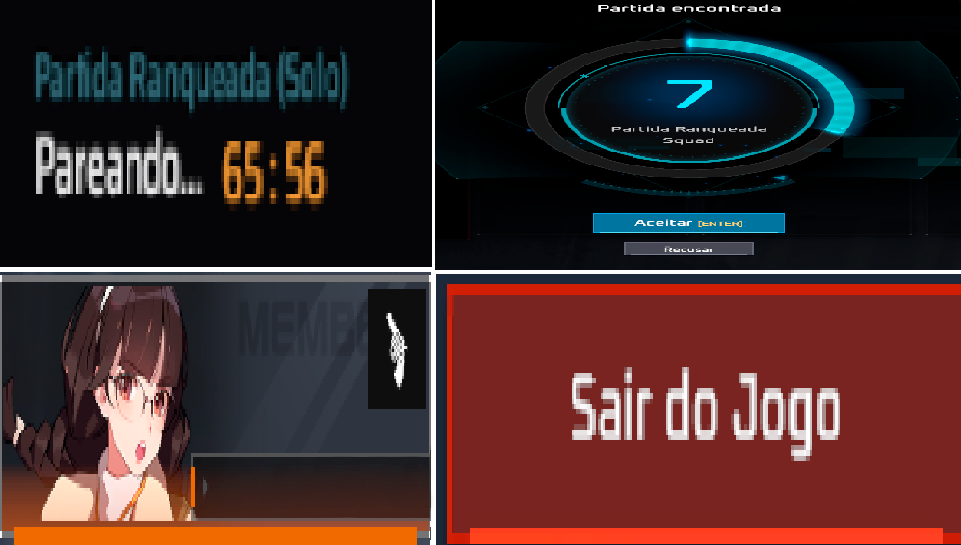 Partida Ranqueada (Solo)
Pareando... 65:56
Partida encontrada
7
Partida Ranqueada
Squad
Aceitar [ENTER]
Recusar
Sair do Jogo